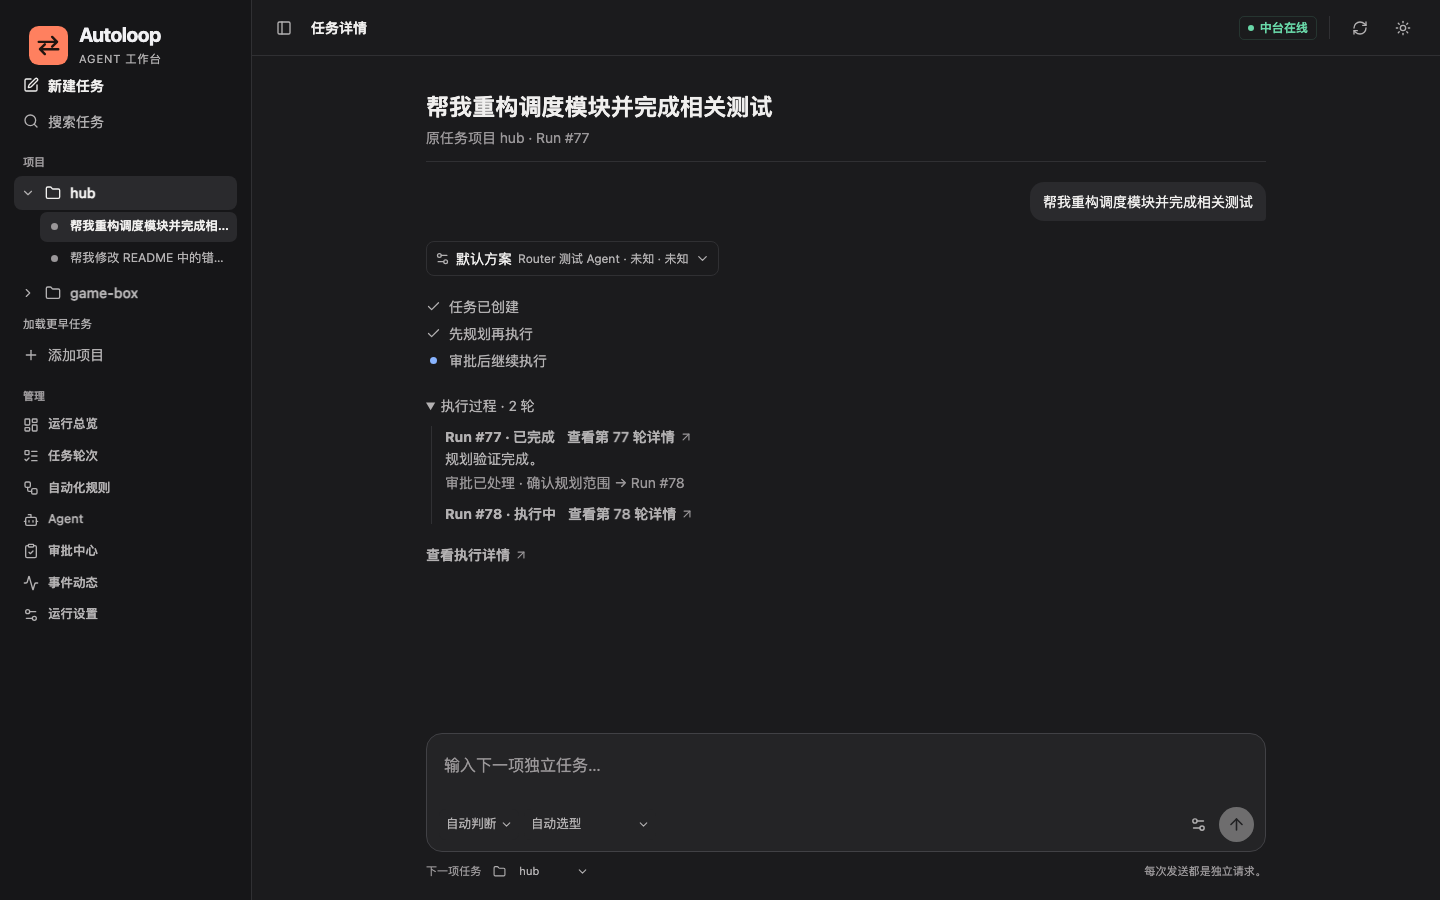 Autoloop
AGENT 工作台
新建任务
搜索任务
项目
hub
帮我重构调度模块并完成相...
帮我修改 README 中的错...
game-box
加载更早任务
添加项目
管理
运行总览
任务轮次
自动化规则
Agent
审批中心
事件动态
运行设置
任务详情
中台在线
帮我重构调度模块并完成相关测试
原任务项目 hub · Run #77
帮我重构调度模块并完成相关测试
默认方案 Router 测试 Agent · 未知 · 未知
任务已创建
先规划再执行
审批后继续执行
执行过程 · 2 轮
Run #77 · 已完成 查看第 77 轮详情
规划验证完成。
审批已处理 · 确认规划范围 → Run #78
Run #78 · 执行中 查看第 78 轮详情
查看执行详情
输入下一项独立任务...
自动判断 自动选型
下一项任务 hub
每次发送都是独立请求。